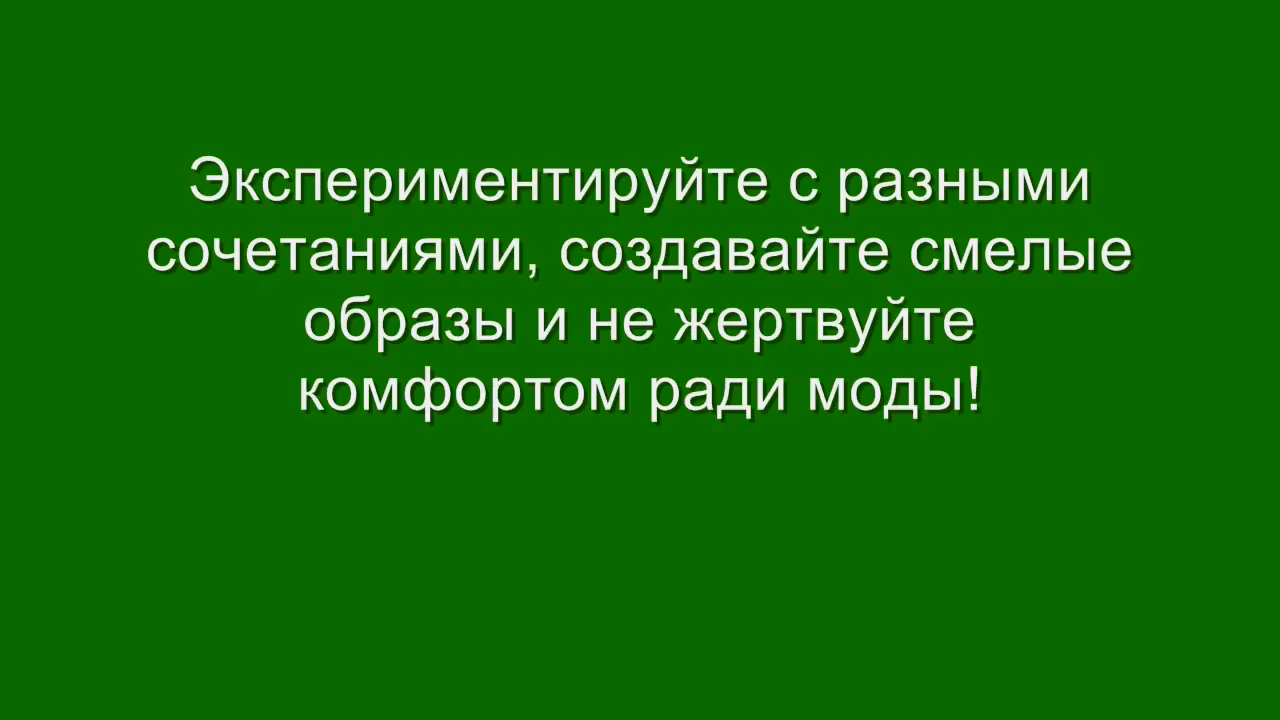 Экспериментируйте с разными
сочетаниями, создавайте смелые
образы и не жертвуйте
комфортом ради моды!